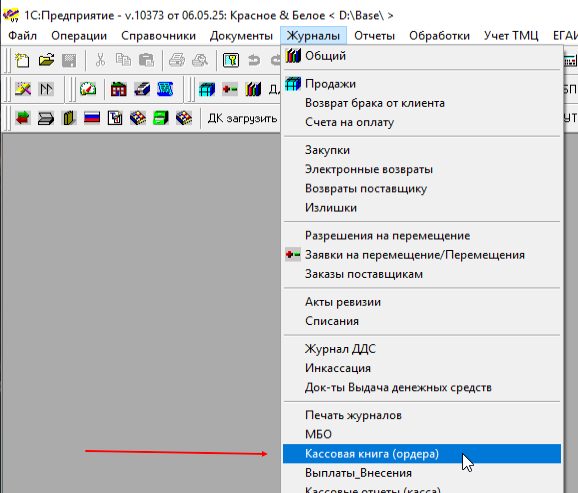 1С:Предприятие - v.10373 от 06.05.25: Красное & Белое < D:\Base\ >
Файл Операции Справочники Документы Журналы Отчеты Обработки Учет ТМЦ ЕГАИ
Общий
Продажи
Возврат брака от клиента
Счета на оплату
ДК загрузить
Закупки
Электронные возвраты
Возвраты поставщику
Излишки
Разрешения на перемещение
Заявки на перемещение/Перемещения
Заказы поставщикам
Акты ревизии
Списания
Журнал ДДС
Инкассация
Док-ты Выдача денежных средств
Печать журналов
МБО
Кассовая книга (ордера)
Выплаты_Внесения
Кассовые отчеты (касса)